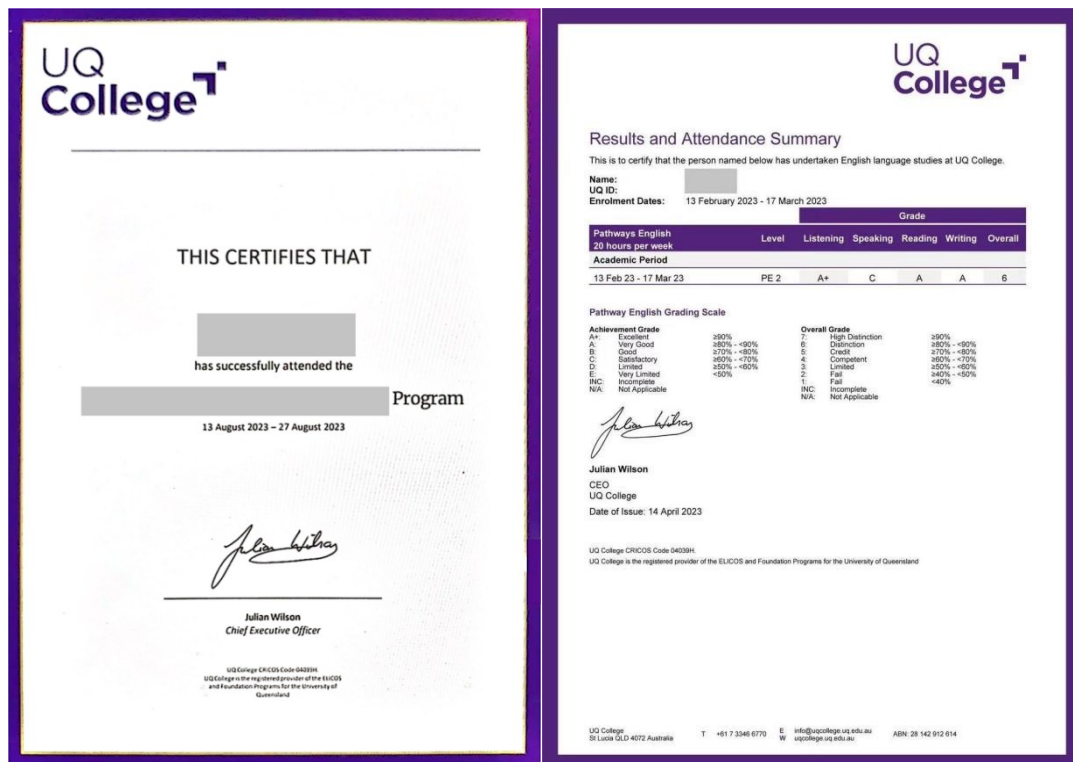 UQ
College
THIS CERTIFIES THAT
has successfully attended the
Program
13 August 2023 – 27 August 2023
Julian Wilson
Chief Executive Officer
UQ College CRICOS Code 04039H.
UQ College is the registered provider of the ELICOS
and Foundation Programs for the University of
Queensland
UQ
College
Results and Attendance Summary
This is to certify that the person named below has undertaken English language studies at UQ College.
Name:
UQ ID:
Enrolment Dates: 13 February 2023 - 17 March 2023
Grade
Pathways English
20 hours per week
Level Listening Speaking Reading Writing Overall
Academic Period
13 Feb 23 - 17 Mar 23 PE 2 A+ C A A 6
Pathway English Grading Scale
Achievement Grade
A+: Excellent ≥90%
A: Very Good ≥80% - <90%
B: Good ≥70% - <80%
C: Satisfactory ≥60% - <70%
D: Limited ≥50% - <60%
E: Very Limited <50%
INC: Incomplete
N/A: Not Applicable
Overall Grade
7: High Distinction ≥90%
6: Distinction ≥80% - <90%
5: Credit ≥70% - <80%
4: Competent ≥60% - <70%
3: Limited ≥50% - <60%
2: Fail ≥40% - <50%
1: Fail <40%
INC: Incomplete
N/A: Not Applicable
Julian Wilson
Julian Wilson
CEO
UQ College
Date of Issue: 14 April 2023
UQ College CRICOS Code 04039H.
UQ College is the registered provider of the ELICOS and Foundation Programs for the University of Queensland
UQ College
St Lucia QLD 4072 Australia
T +61 7 3346 6770
E info@uqcollege.uq.edu.au
W uqcollege.uq.edu.au
ABN: 28 142 912 614